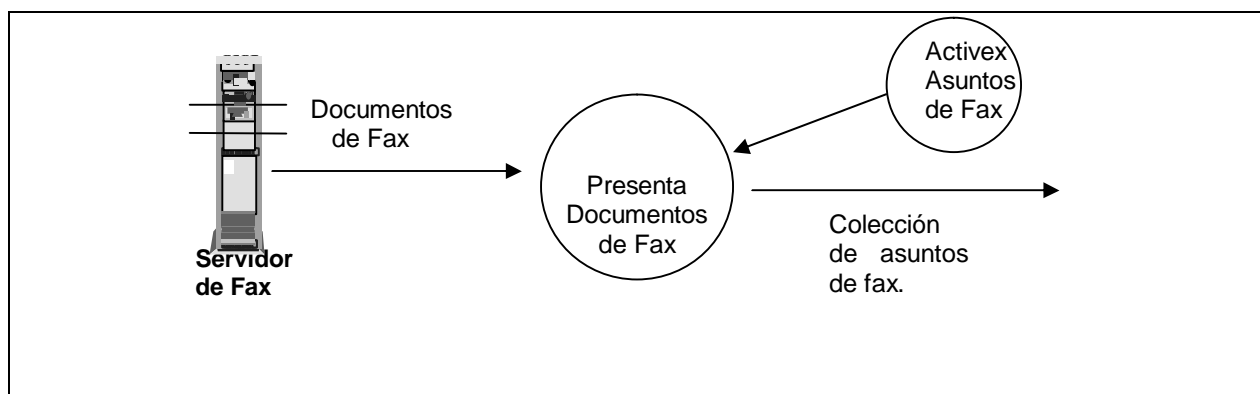 Activex
Asuntos
de Fax
Documentos
de Fax
Presenta
Documentos
de Fax
Colección
de asuntos
de fax.
Servidor
de Fax